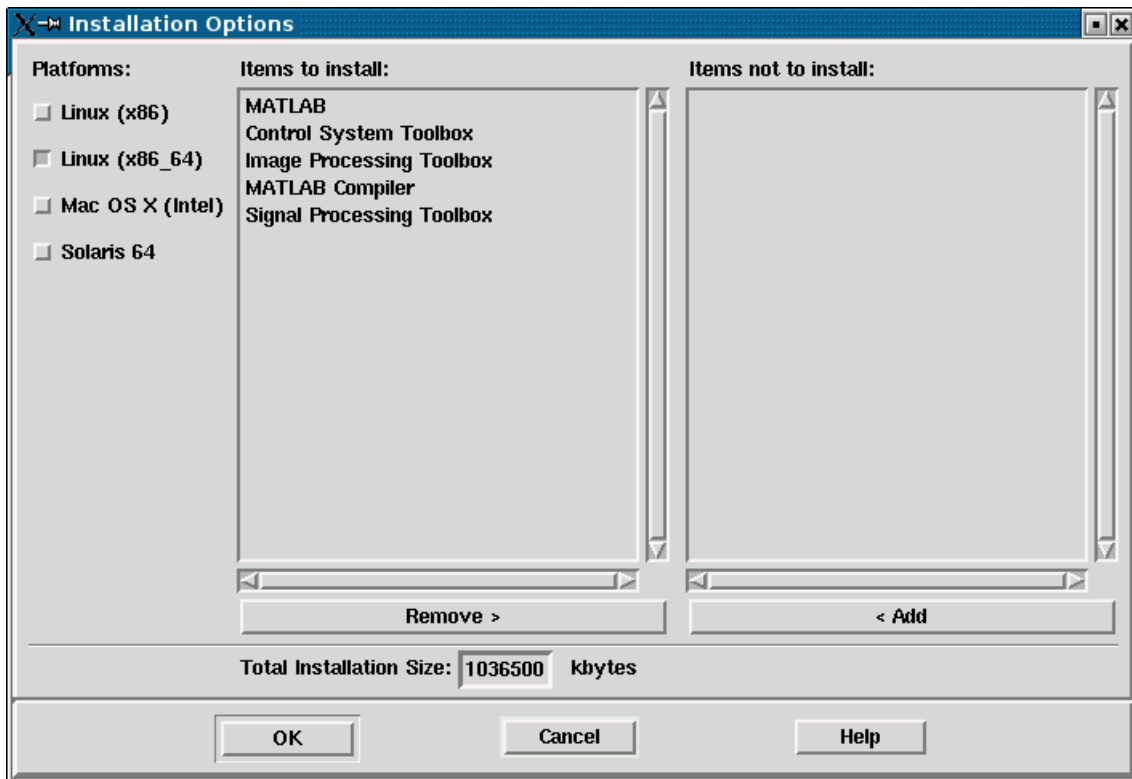 Installation Options
Platforms:
Linux (x86)
Linux (x86_64)
Mac OS X (Intel)
Solaris 64
Items to install:
MATLAB
Control System Toolbox
Image Processing Toolbox
MATLAB Compiler
Signal Processing Toolbox
Remove >
Items not to install:
< Add
Total Installation Size: 1036500 kbytes
OK
Cancel
Help